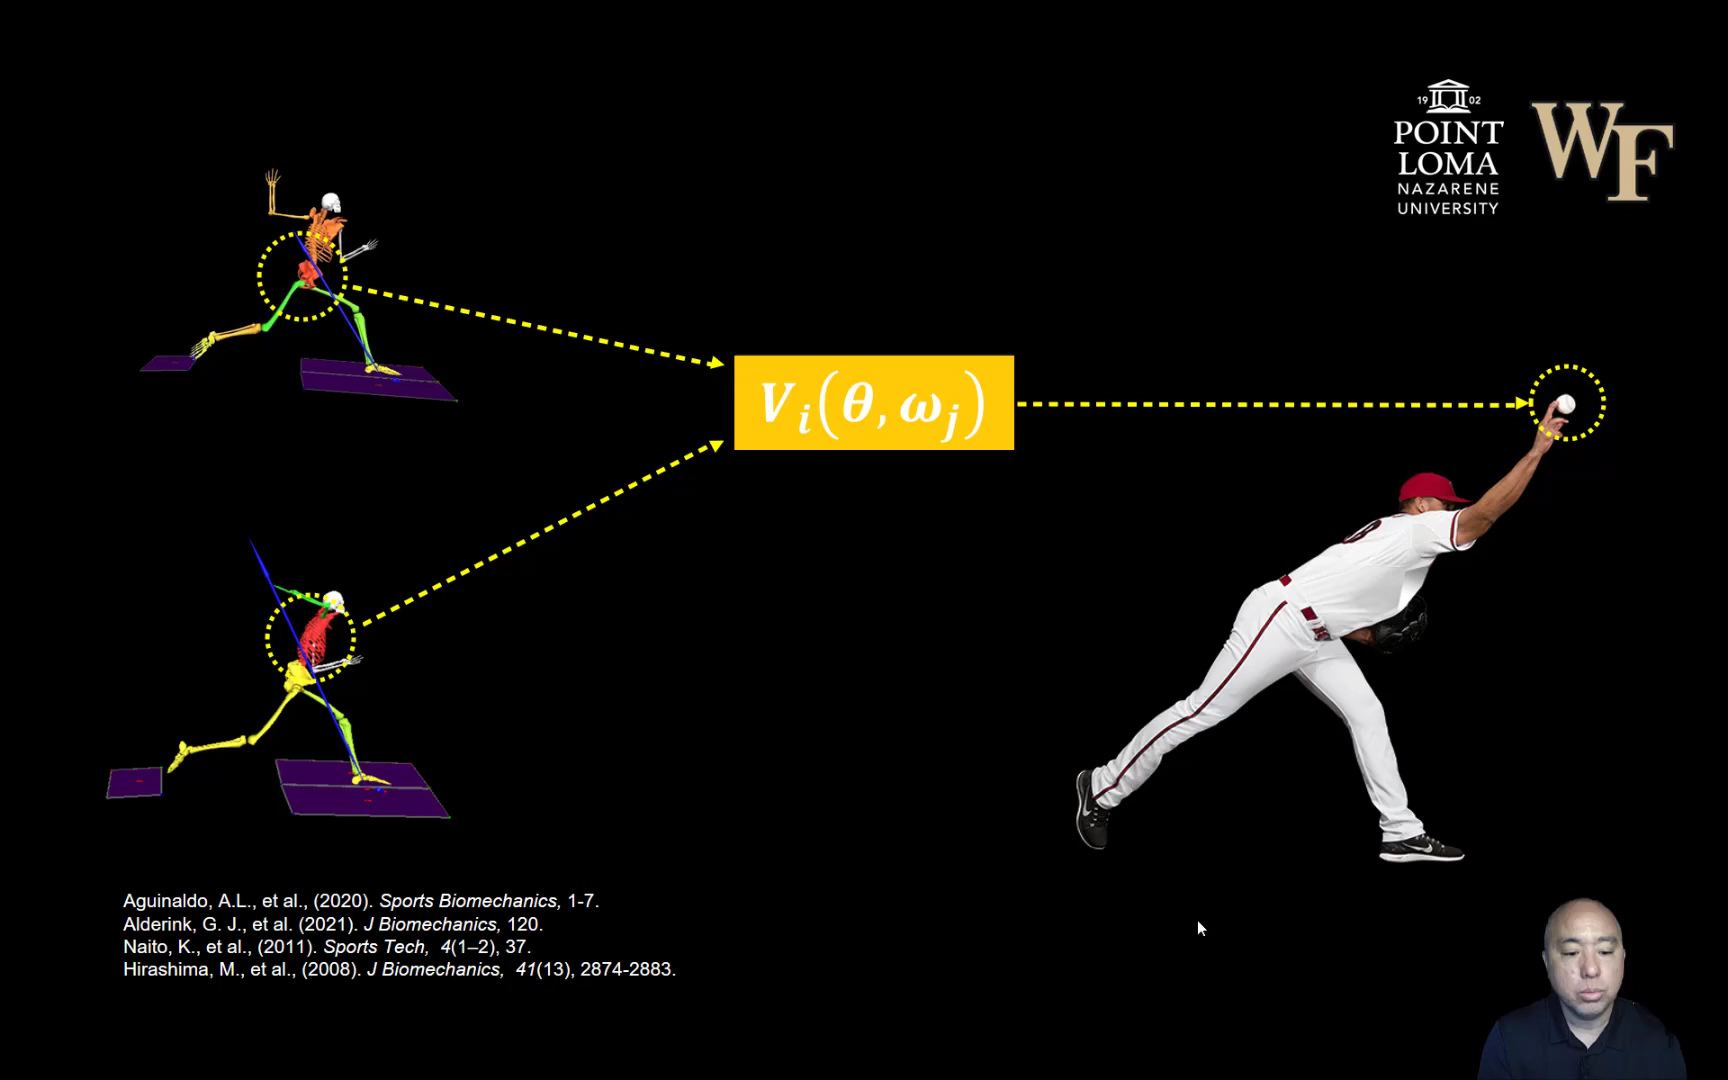 19 02
POINT
LOMA
NAZARENE
UNIVERSITY
WF
V_i(θ, ω_j)
Aguinaldo, A.L., et al., (2020). Sports Biomechanics, 1-7.
Alderink, G. J., et al. (2021). J Biomechanics, 120.
Naito, K., et al., (2011). Sports Tech, 4(1–2), 37.
Hirashima, M., et al., (2008). J Biomechanics, 41(13), 2874-2883.